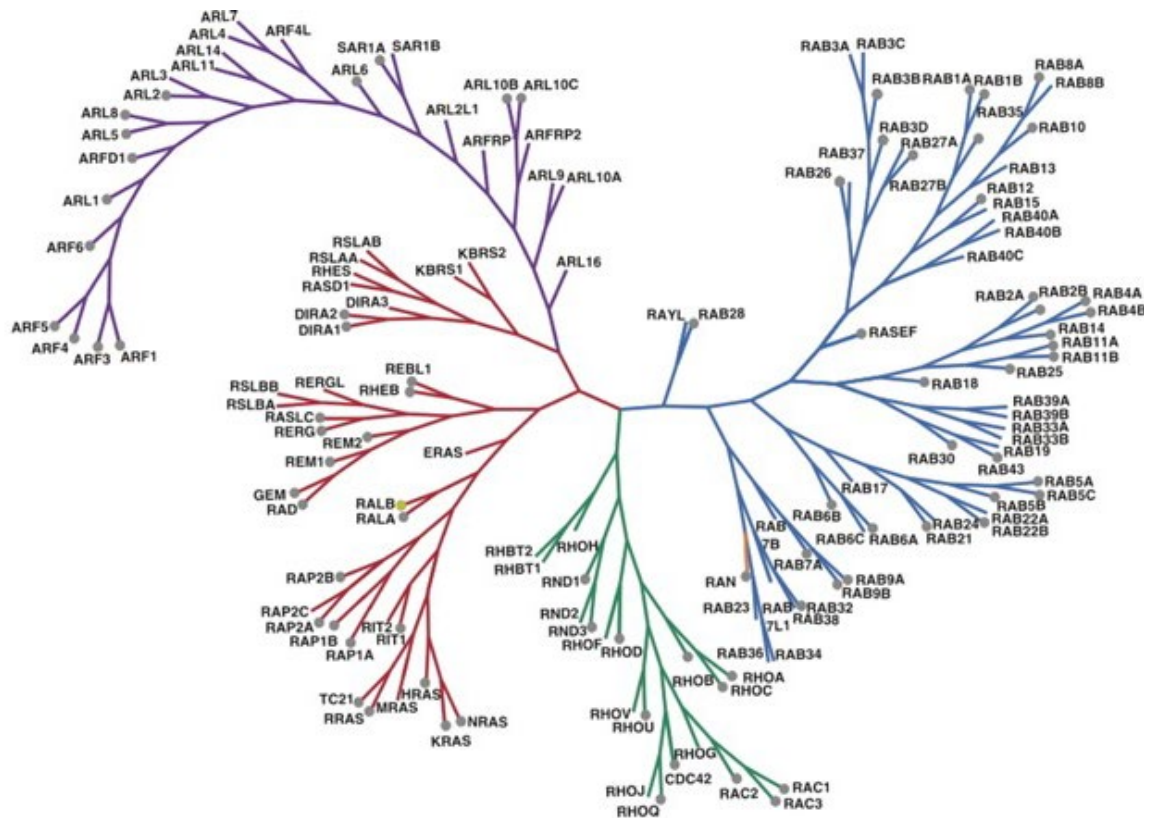 ARL7
ARL4
ARF4L
ARL14
ARL11
ARL3
ARL2
ARL8
ARL5
ARFD1
ARL1
ARF6
ARF5
ARF4
ARF3
ARF1
SAR1A
SAR1B
ARL6
ARL2L1
ARL10B
ARL10C
ARFRP
ARFRP2
ARL9
ARL10A
ARL16
RSLAB
RSLAA
RHES
RASD1
DIRA3
DIRA2
DIRA1
KBRS2
KBRS1
REBL1
RHEB
RERGL
RSLBB
RSLBA
RASLC
RERG
REM2
REM1
GEM
RAD
ERAS
RALB
RALA
RAP2B
RAP2C
RAP2A
RAP1B
RAP1A
RIT2
RIT1
TC21
RRAS
MRAS
HRAS
KRAS
NRAS
RHBT2
RHBT1
RHOH
RND1
RND2
RND3
RHOF
RHOD
RHOB
RHOA
RHOC
RHOV
RHOU
RHOG
CDC42
RHOJ
RHOQ
RAC2
RAC1
RAC3
RAYL
RAB28
RAB3A
RAB3C
RAB3B
RAB1A
RAB1B
RAB8A
RAB8B
RAB35
RAB10
RAB3D
RAB27A
RAB37
RAB26
RAB27B
RAB13
RAB12
RAB15
RAB40A
RAB40B
RAB40C
RAB2A
RAB2B
RAB4A
RAB4B
RASEF
RAB14
RAB11A
RAB11B
RAB25
RAB18
RAB39A
RAB39B
RAB33A
RAB33B
RAB19
RAB30
RAB43
RAB17
RAB5A
RAB5C
RAB5B
RAB22A
RAB22B
RAB24
RAB21
RAB6B
RAB6C
RAB6A
RAB
7B
RAB7A
RAN
RAB9A
RAB9B
RAB23
RAB
7L1
RAB32
RAB38
RAB36
RAB34